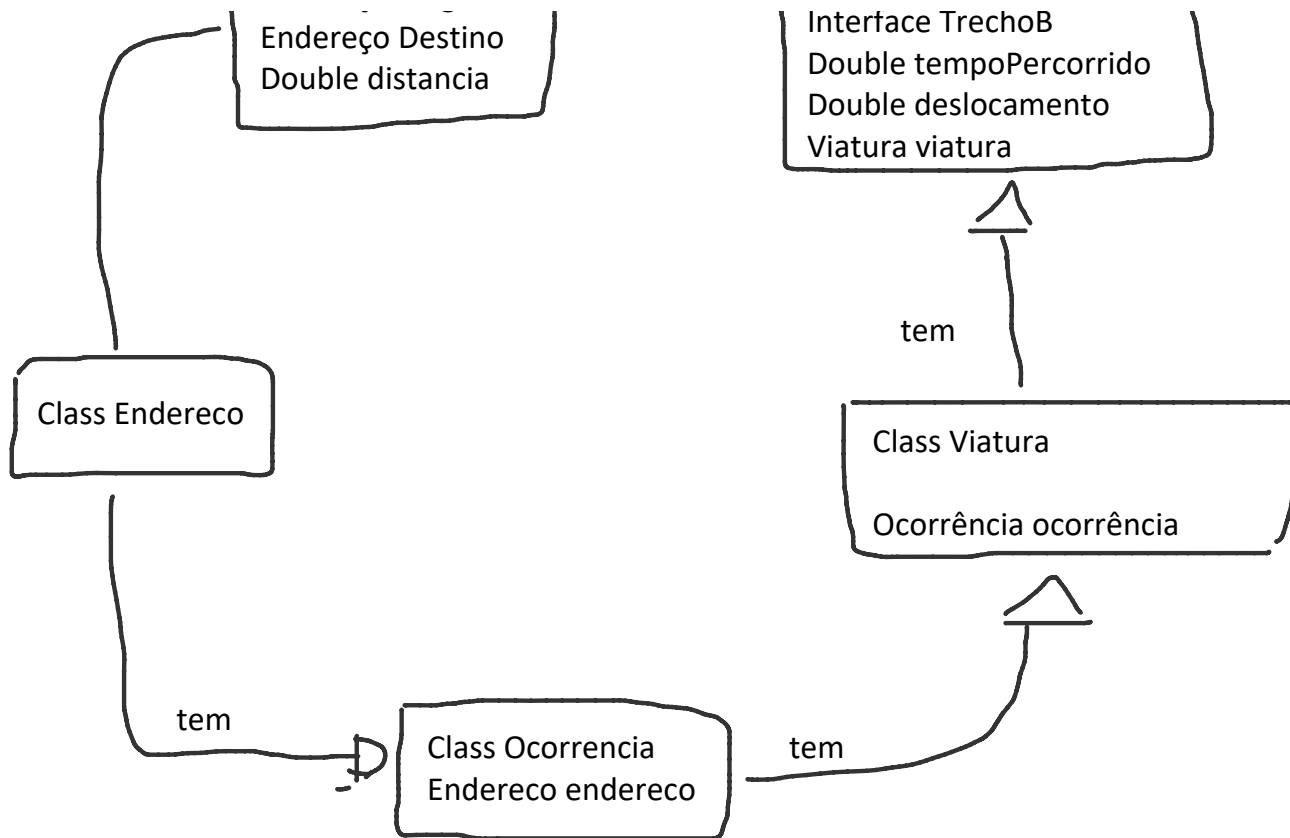 Endereço Destino
Double distancia
Interface TrechoB
Double tempoPercorrido
Double deslocamento
Viatura viatura
tem
Class Endereco
Class Viatura
Ocorrência ocorrência
tem
Class Ocorrencia
Endereco endereco
tem